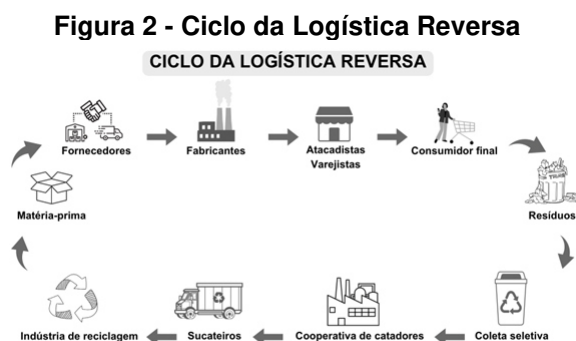 Figura 2 - Ciclo da Logística Reversa
CICLO DA LOGÍSTICA REVERSA
Fornecedores
Fabricantes
Atacadistas
Varejistas
Consumidor final
Matéria-prima
Resíduos
Indústria de reciclagem
Sucateiros
Cooperativa de catadores
Coleta seletiva